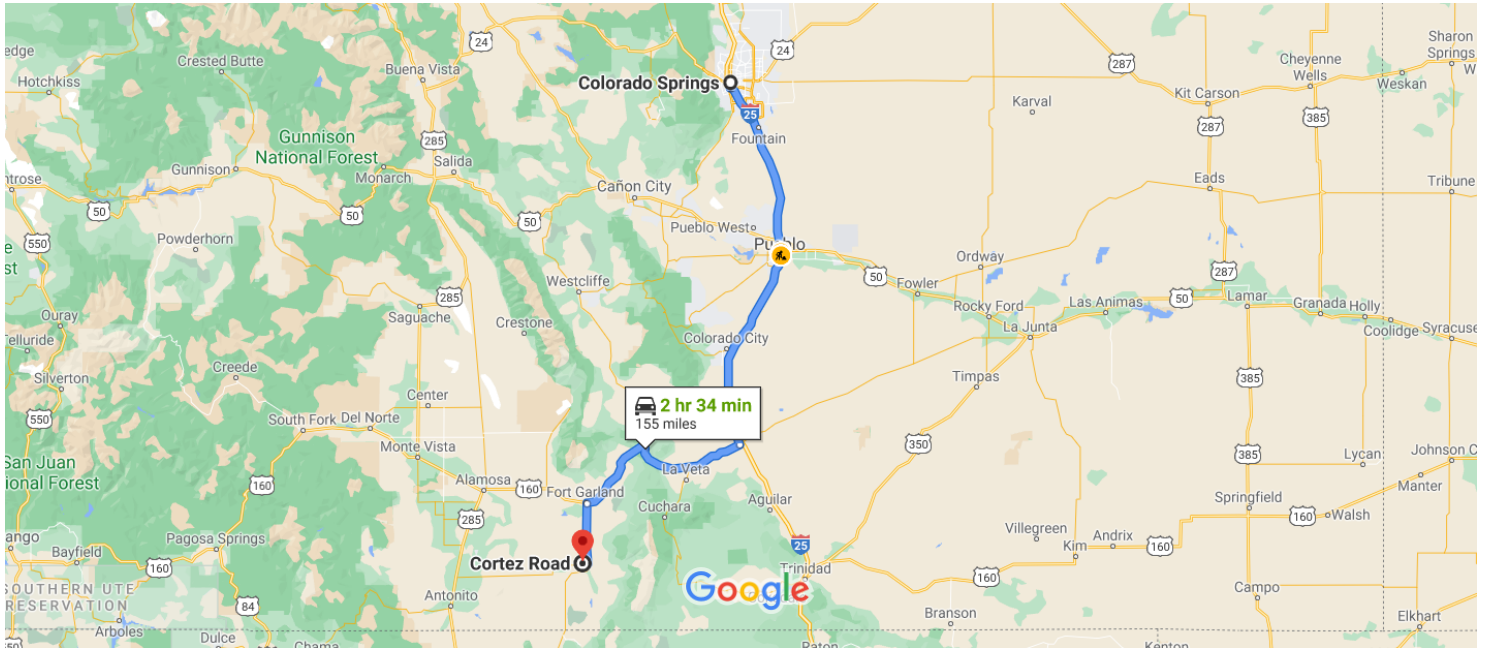 24
24
Sharon
Springs
edge
Crested Butte
Buena Vista
Cheyenne
Wells
287
Hotchkiss
Colorado Springs
Kit Carson
Weskan
Karval
25
385
Fountain
287
285
Gunnison
National Forest
Salida
Gunnison
Monarch
Eads
Tribune
ntrose
Cañon City
50
50
50
Pueblo West
550
Powderhorn
Pueblo
Ordway
st
50
287
Fowler
Westcliffe
285
Las Animas
50
Lamar
Granada
Holly
Rocky Ford
Ouray
Saguache
Crestone
La Junta
Coolidge
Syracuse
Telluride
Colorado City
Creede
Timpas
385
Silverton
Center
2 hr 34 min
155 miles
South Fork
Del Norte
550
350
Monte Vista
385
Lycan
Johnson C
San Juan
ional Forest
La Veta
160
Alamosa
160
Fort Garland
Aguilar
Manter
Cuchara
Springfield
285
160
Walsh
Villegreen
Andrix
ango
Pagosa Springs
25
Kim
160
Bayfield
160
Cortez Road
Trinidad
160
Google
SOUTHERN UTE
RESERVATION
Antonito
84
Campo
Branson
Elkhart
Arboles
Dulce
Chama
Raton
Kenton